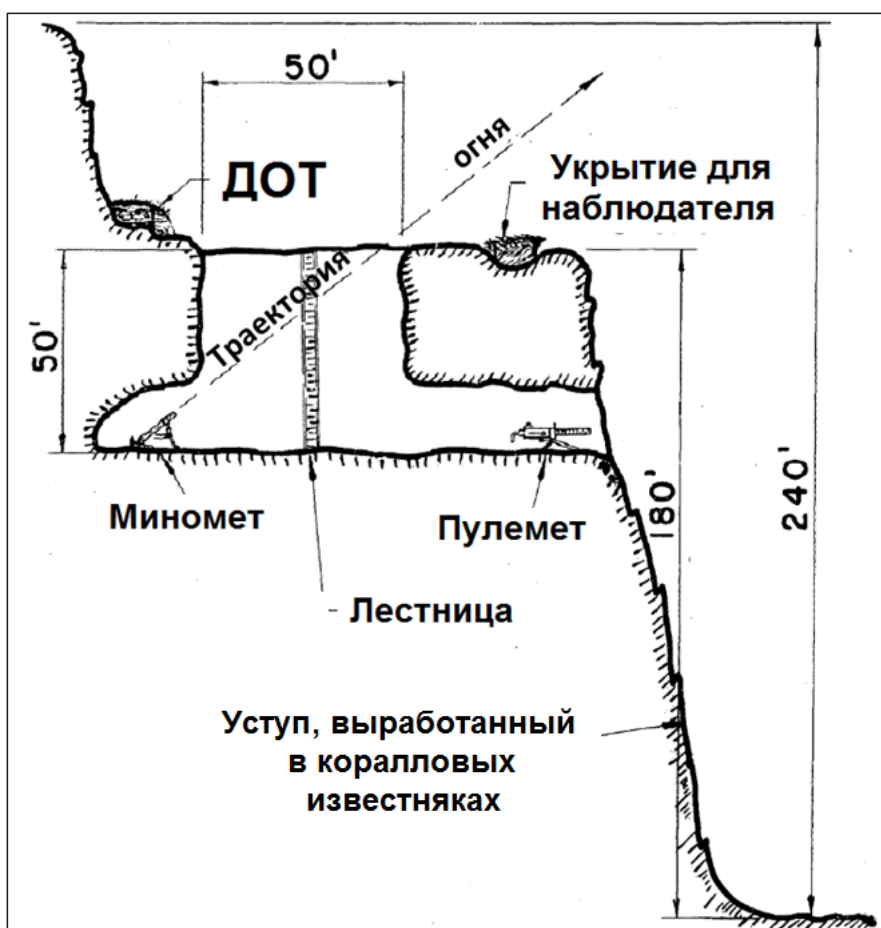 50'
огня
ДОТ
Укрытие для
наблюдателя
Траектория
50'
180'
240'
Миномет
Пулемет
Лестница
Уступ, выработанный
в коралловых
известняках